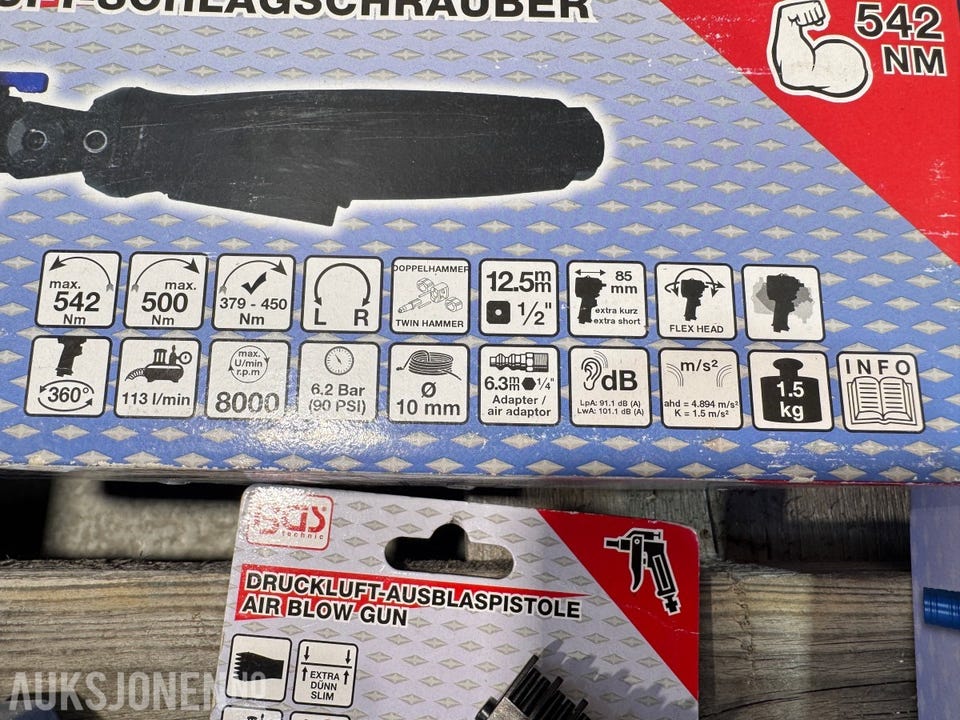 -SCHLAGSCHRAUBER
542
NM
max.
542
Nm
max.
500
Nm
379 - 450
Nm
L R
DOPPELHAMMER
TWIN HAMMER
12.5mm
1/2"
85
mm
extra kurz
extra short
FLEX HEAD
360°
113 l/min
max.
U/min
r.p.m
8000
6.2 Bar
(90 PSI)
Ø
10 mm
6.3mm 1/4"
Adapter /
air adaptor
dB
LpA: 91.1 dB (A)
LwA: 101.1 dB (A)
m/s²
ahd = 4.894 m/s²
K = 1.5 m/s²
1.5
kg
INFO
BGS
technic
DRUCKLUFT-AUSBLASPISTOLE
AIR BLOW GUN
EXTRA
DÜNN
SLIM
AUKSJONEN.NO